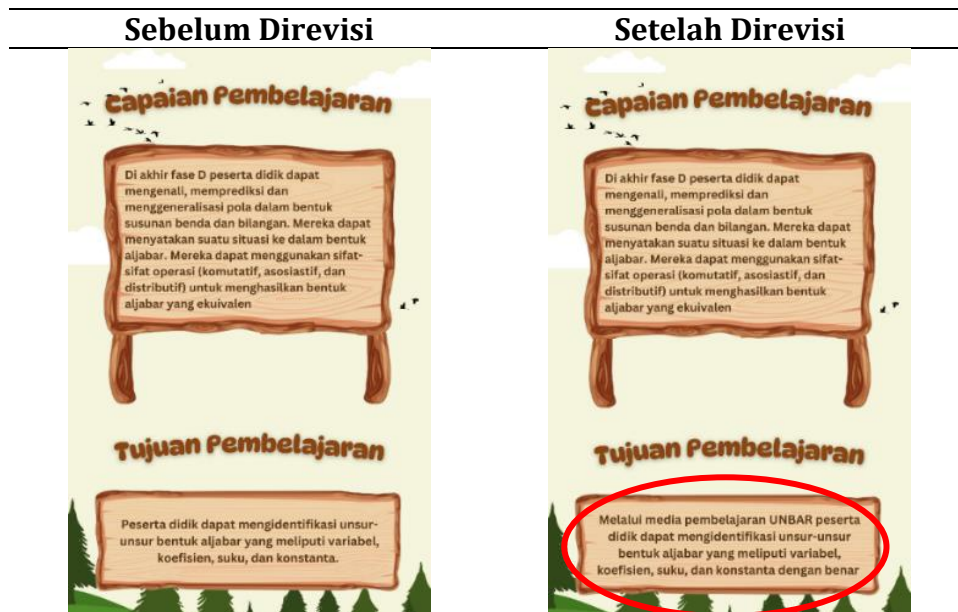 Sebelum Direvisi
Capaian Pembelajaran
Di akhir fase D peserta didik dapat
mengenali, memprediksi dan
menggeneralisasi pola dalam bentuk
susunan benda dan bilangan. Mereka dapat
menyatakan suatu situasi ke dalam bentuk
aljabar. Mereka dapat menggunakan sifat-
sifat operasi (komutatif, asosiastif, dan
distributif) untuk menghasilkan bentuk
aljabar yang ekuivalen
Tujuan Pembelajaran
Peserta didik dapat mengidentifikasi unsur-
unsur bentuk aljabar yang meliputi variabel,
koefisien, suku, dan konstanta.
Setelah Direvisi
Capaian Pembelajaran
Di akhir fase D peserta didik dapat
mengenali, memprediksi dan
menggeneralisasi pola dalam bentuk
susunan benda dan bilangan. Mereka dapat
menyatakan suatu situasi ke dalam bentuk
aljabar. Mereka dapat menggunakan sifat-
sifat operasi (komutatif, asosiastif, dan
distributif) untuk menghasilkan bentuk
aljabar yang ekuivalen
Tujuan Pembelajaran
Melalui media pembelajaran UNBAR peserta
didik dapat mengidentifikasi unsur-unsur
bentuk aljabar yang meliputi variabel,
koefisien, suku, dan konstanta dengan benar